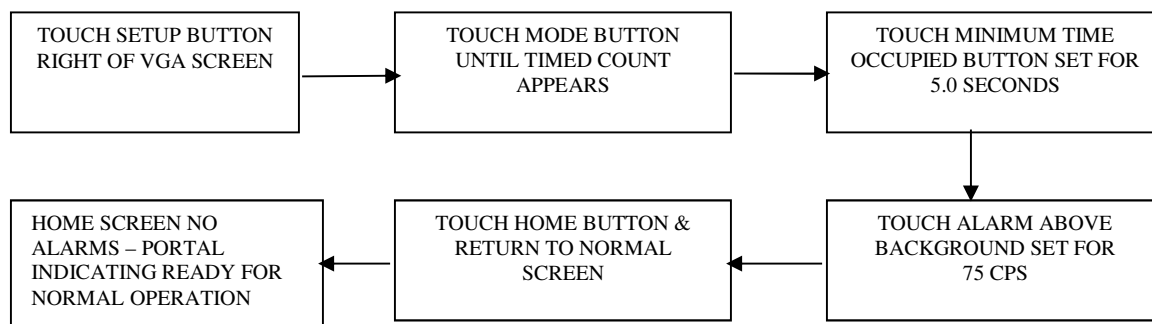 TOUCH SETUP BUTTON
RIGHT OF VGA SCREEN
TOUCH MODE BUTTON
UNTIL TIMED COUNT
APPEARS
TOUCH MINIMUM TIME
OCCUPIED BUTTON SET FOR
5.0 SECONDS
TOUCH ALARM ABOVE
BACKGROUND SET FOR
75 CPS
TOUCH HOME BUTTON &
RETURN TO NORMAL
SCREEN
HOME SCREEN NO
ALARMS – PORTAL
INDICATING READY FOR
NORMAL OPERATION